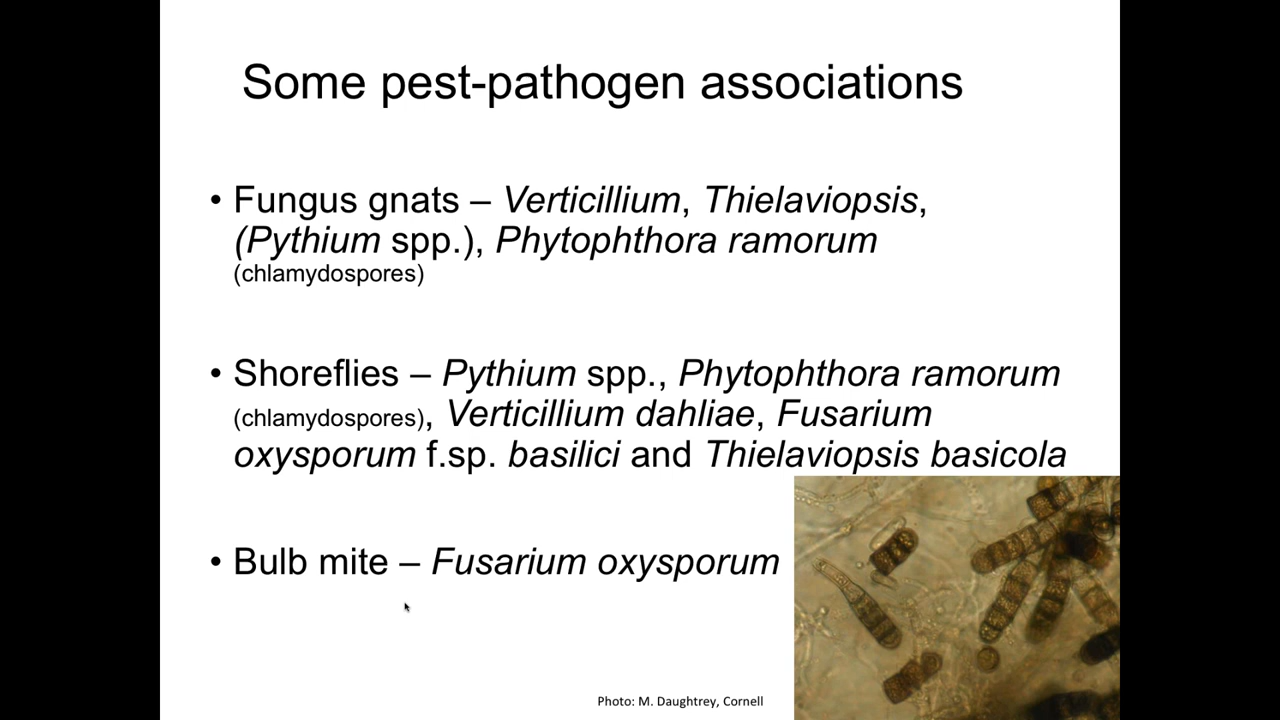 Some pest-pathogen associations
• Fungus gnats – Verticillium, Thielaviopsis,
(Pythium spp.), Phytophthora ramorum
(chlamydospores)
• Shoreflies – Pythium spp., Phytophthora ramorum
(chlamydospores), Verticillium dahliae, Fusarium
oxysporum f.sp. basilici and Thielaviopsis basicola
• Bulb mite – Fusarium oxysporum
Photo: M. Daughtrey, Cornell